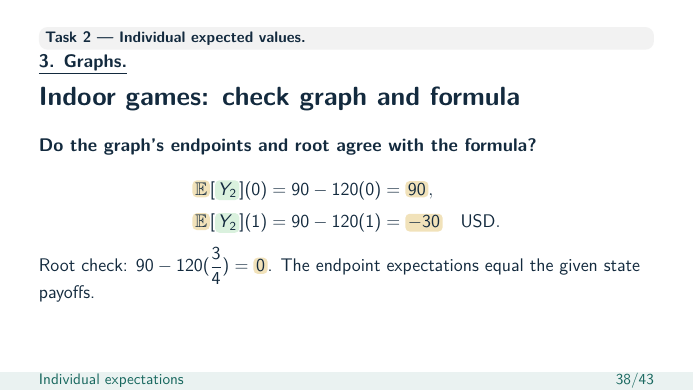 Task 2 — Individual expected values.
3. Graphs.
Indoor games: check graph and formula
Do the graph's endpoints and root agree with the formula?
𝔼[Y₂](0) = 90 − 120(0) = 90,
𝔼[Y₂](1) = 90 − 120(1) = −30 USD.
Root check: 90 − 120(3/4) = 0. The endpoint expectations equal the given state
payoffs.
Individual expectations 38/43